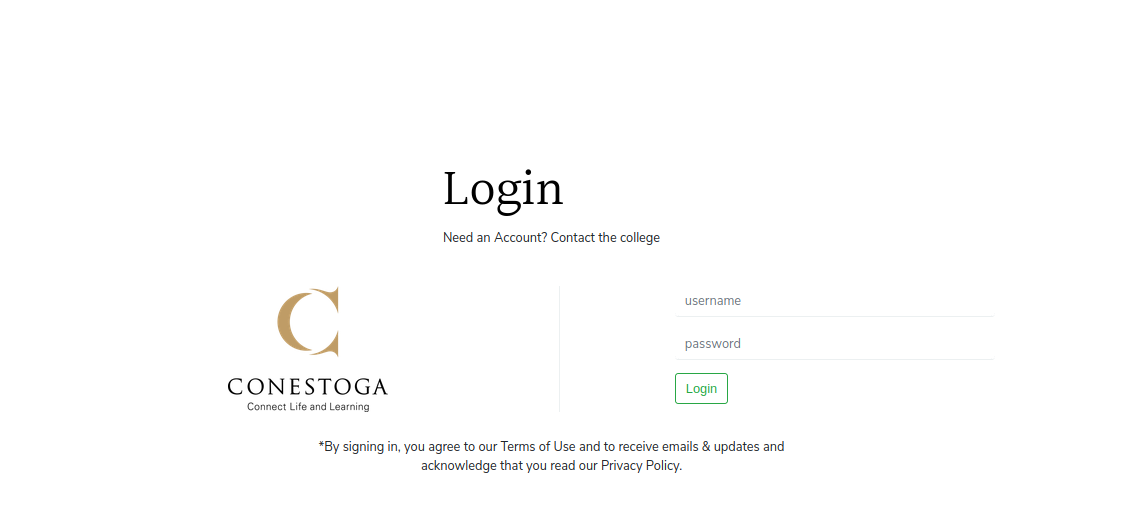 Login
Need an Account? Contact the college
CONESTOGA
Connect Life and Learning
username
password
Login
*By signing in, you agree to our Terms of Use and to receive emails & updates and
acknowledge that you read our Privacy Policy.